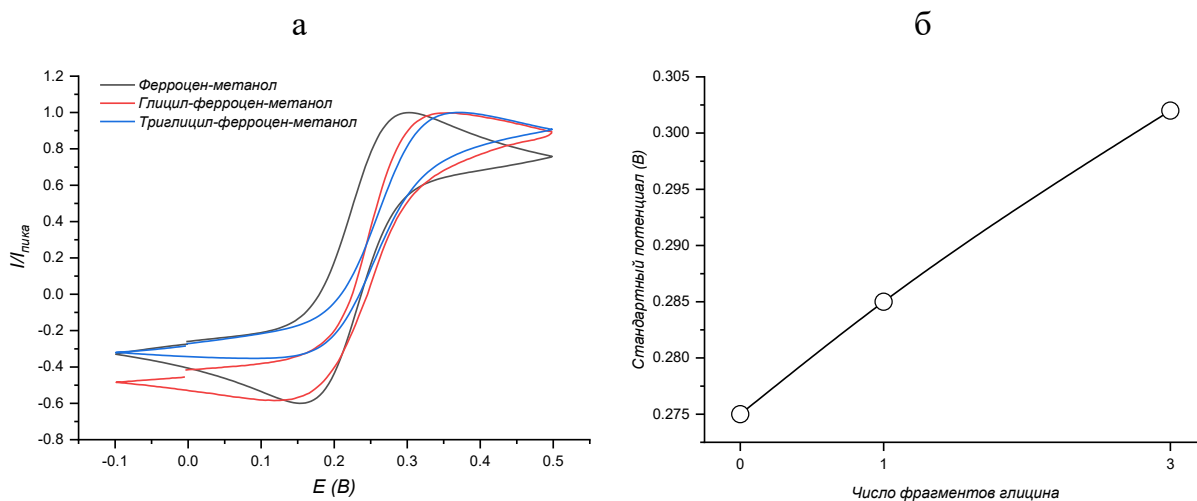 а
1.2
1.0
0.8
0.6
0.4
0.2
0.0
-0.2
-0.4
-0.6
-0.8
I/Iпика
Ферроцен-метанол
Глицил-ферроцен-метанол
Триглицил-ферроцен-метанол
-0.1 0.0 0.1 0.2 0.3 0.4 0.5
E (В)
б
0.305
0.300
0.295
0.290
0.285
0.280
0.275
Стандартный потенциал (В)
0 1 3
Число фрагментов глицина